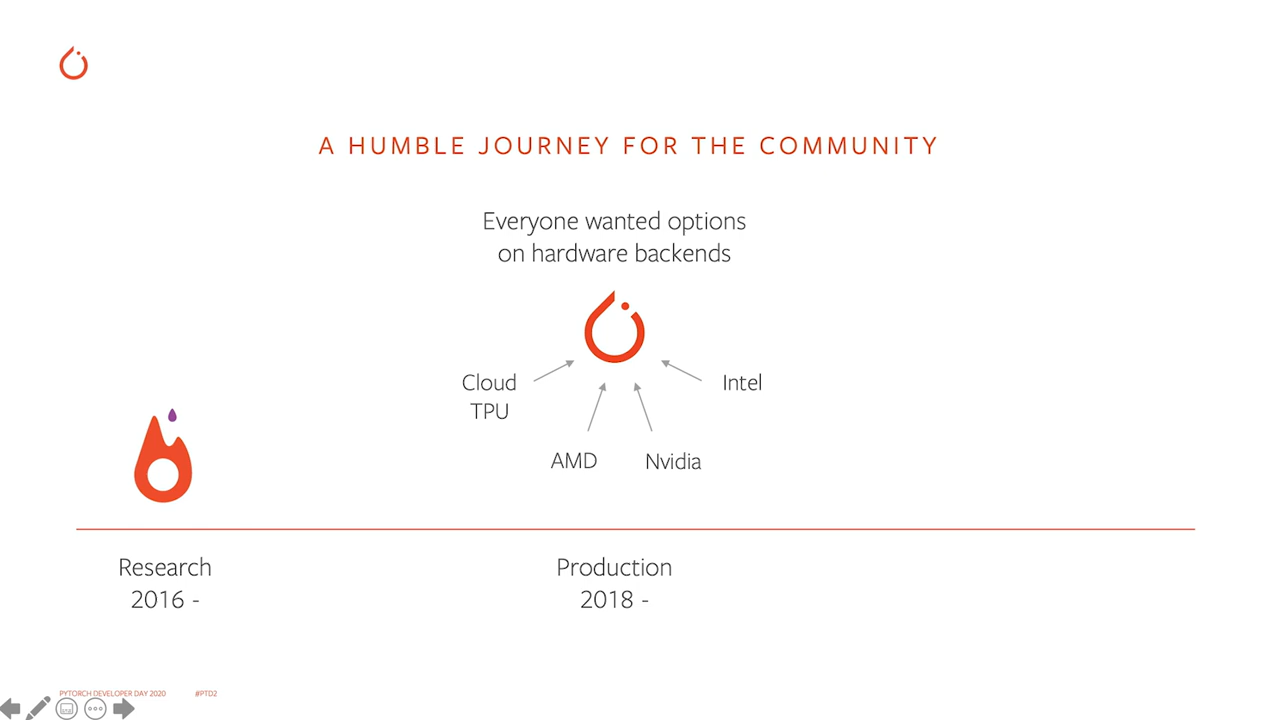 A HUMBLE JOURNEY FOR THE COMMUNITY
Everyone wanted options
on hardware backends
Cloud
TPU
AMD
Nvidia
Intel
Research
2016 -
Production
2018 -
PYTORCH DEVELOPER DAY 2020
#PTD2